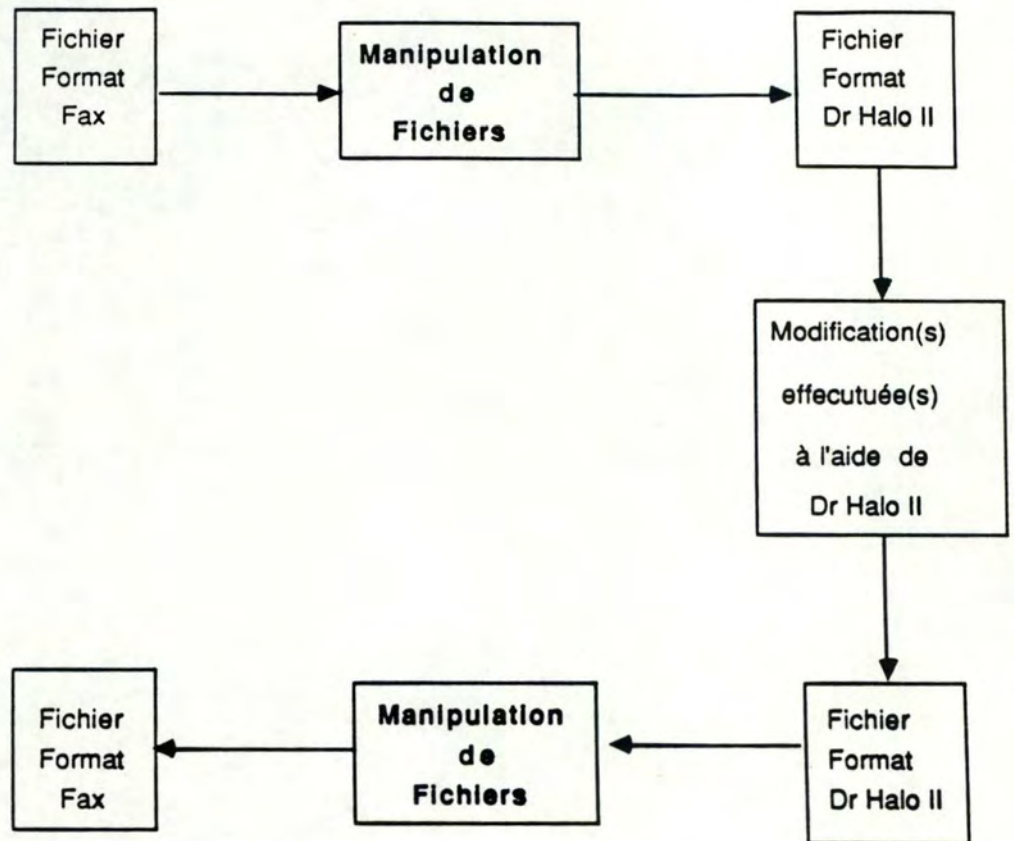 Fichier
Format
Fax
Manipulation
de
Fichiers
Fichier
Format
Dr Halo II
Modification(s)
effecutuée(s)
à l'aide de
Dr Halo II
Fichier
Format
Dr Halo II
Manipulation
de
Fichiers
Fichier
Format
Fax